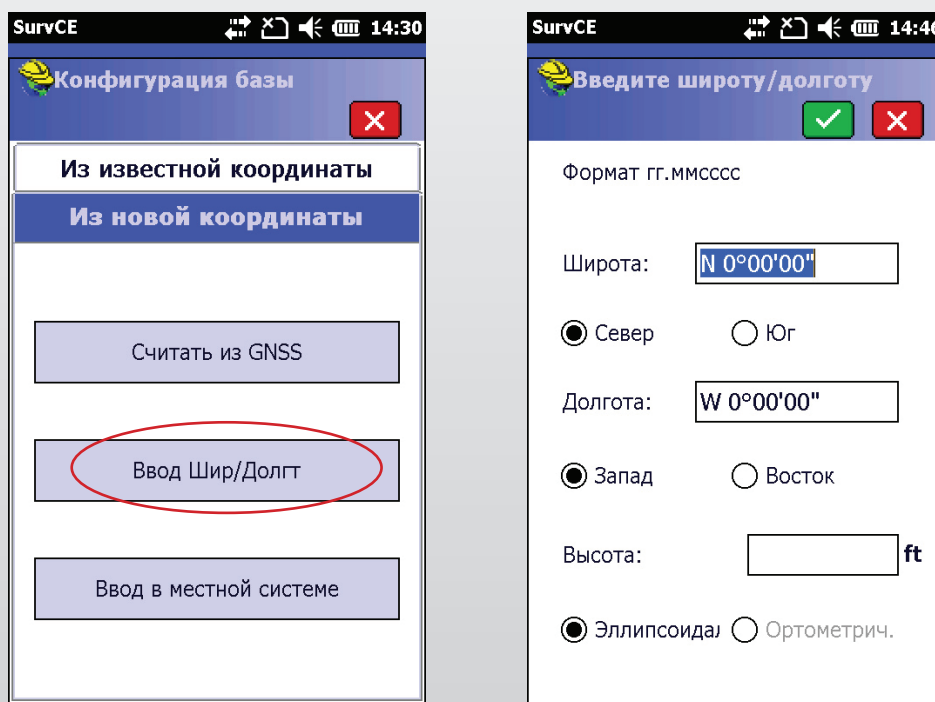 SurvCE 14:30
Конфигурация базы
Из известной координаты
Из новой координаты
Считать из GNSS
Ввод Шир/Долгт
Ввод в местной системе
SurvCE 14:46
Введите широту/долготу
Формат гг.ммсссс
Широта: N 0°00'00"
Север Юг
Долгота: W 0°00'00"
Запад Восток
Высота: ft
Эллипсоидал Ортометрич.